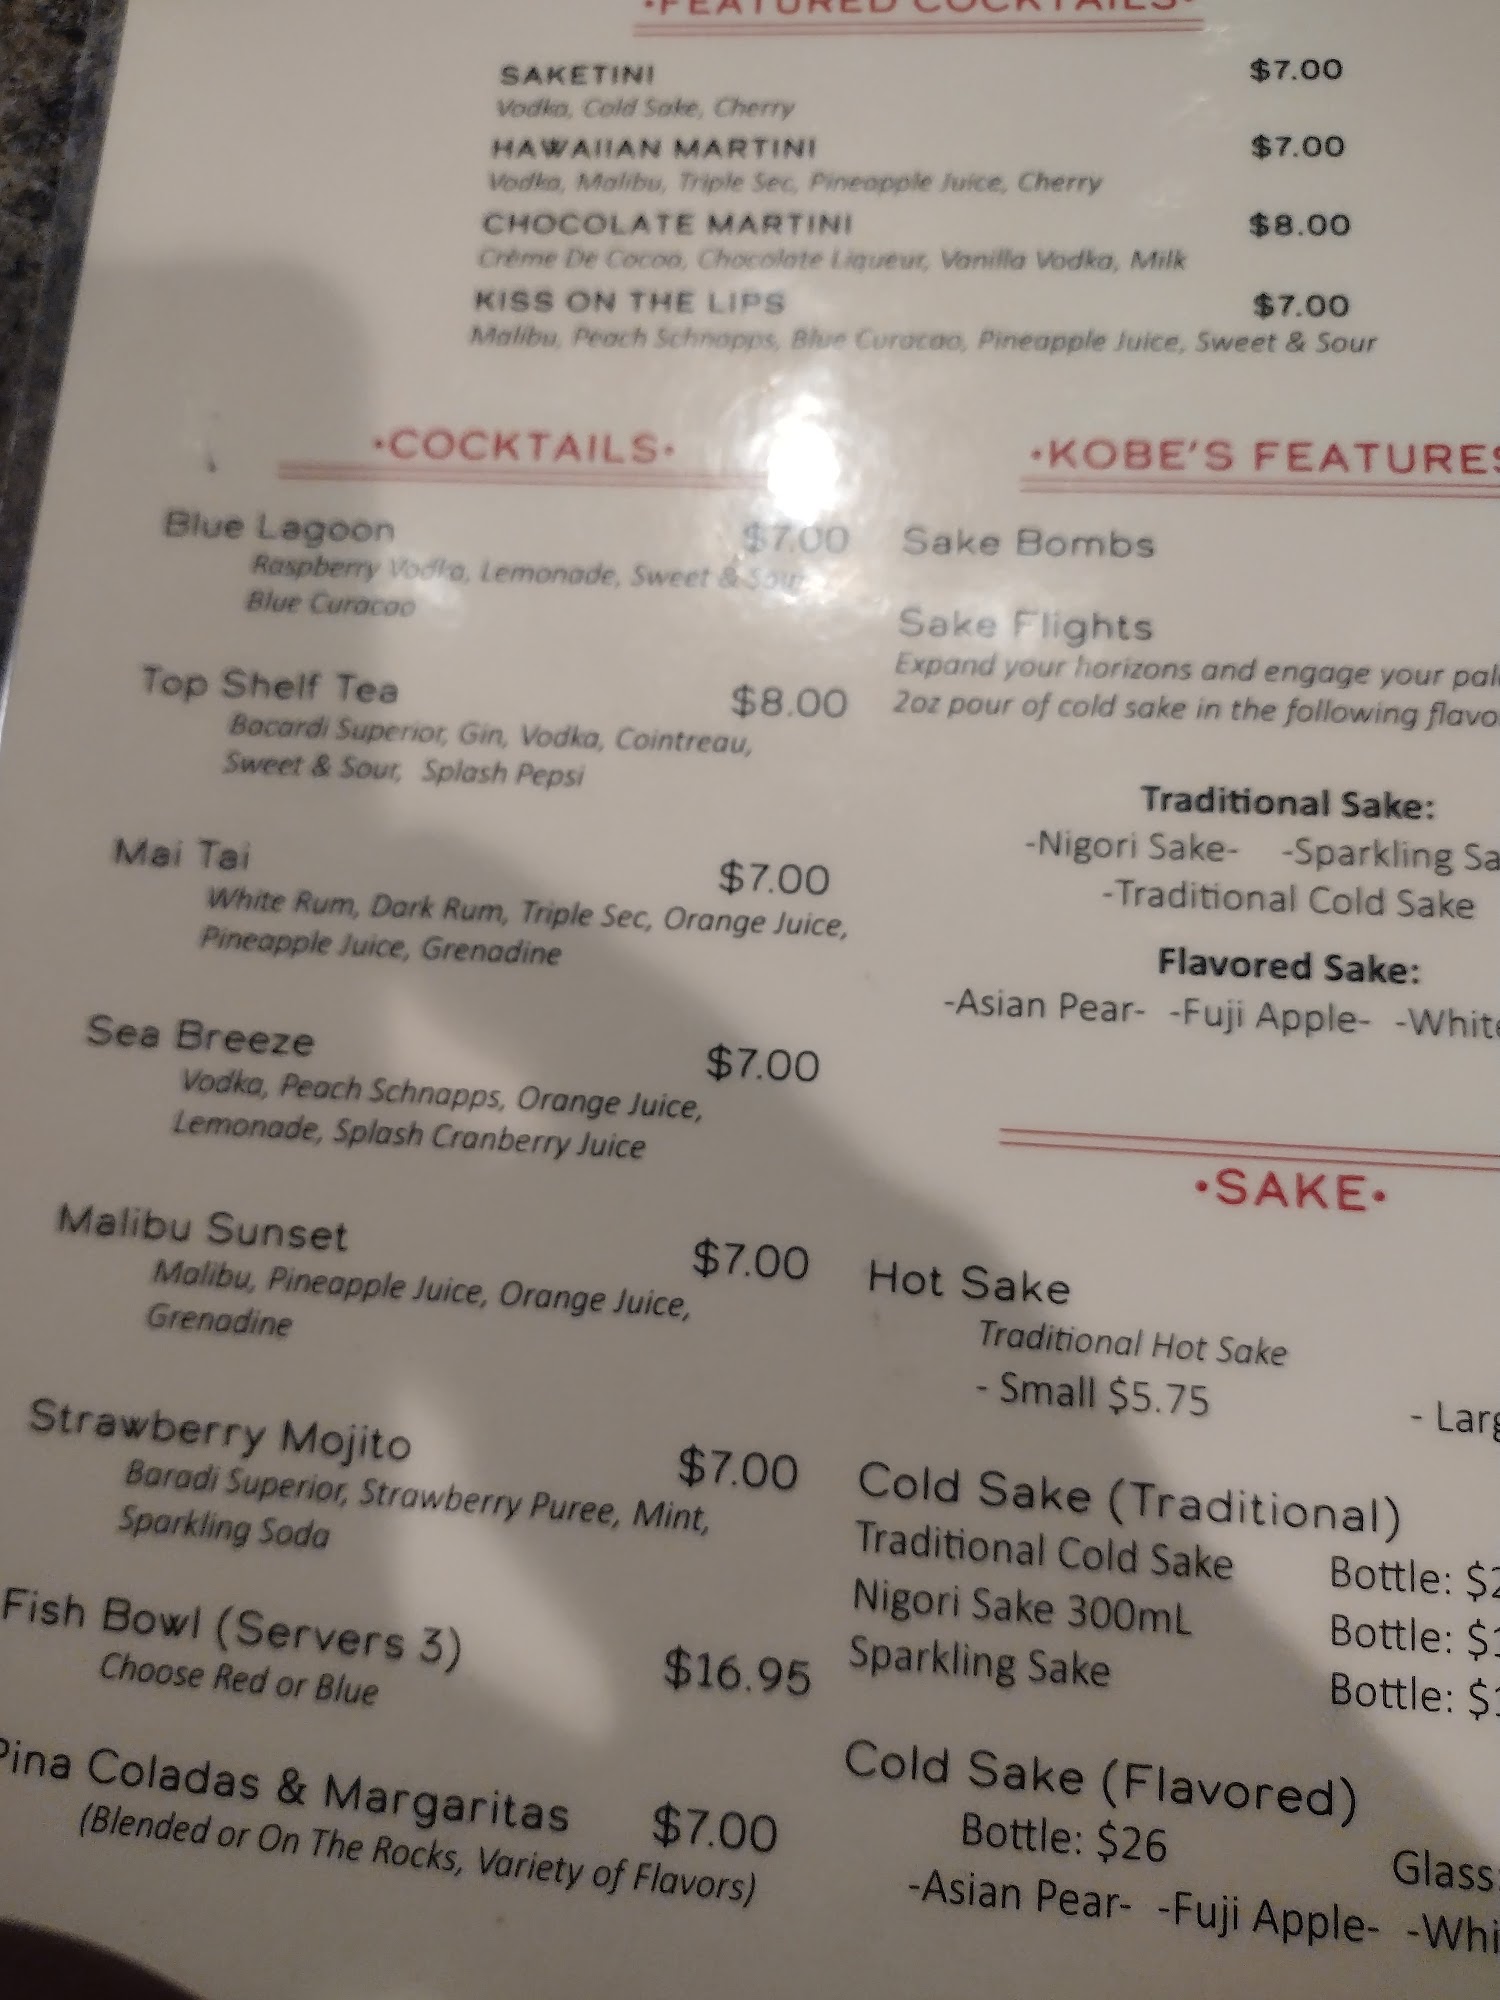 ·FEATURED COCKTAILS·
SAKETINI $7.00
Vodka, Cold Sake, Cherry
HAWAIIAN MARTINI $7.00
Vodka, Malibu, Triple Sec, Pineapple Juice, Cherry
CHOCOLATE MARTINI $8.00
Crème De Cocoa, Chocolate Liqueur, Vanilla Vodka, Milk
KISS ON THE LIPS $7.00
Malibu, Peach Schnapps, Blue Curacao, Pineapple Juice, Sweet & Sour
·COCKTAILS·
Blue Lagoon $7.00
Raspberry Vodka, Lemonade, Sweet & Sour
Blue Curacao
Top Shelf Tea $8.00
Bacardi Superior, Gin, Vodka, Cointreau,
Sweet & Sour, Splash Pepsi
Mai Tai $7.00
White Rum, Dark Rum, Triple Sec, Orange Juice,
Pineapple Juice, Grenadine
Sea Breeze $7.00
Vodka, Peach Schnapps, Orange Juice,
Lemonade, Splash Cranberry Juice
Malibu Sunset $7.00
Malibu, Pineapple Juice, Orange Juice,
Grenadine
Strawberry Mojito $7.00
Baradi Superior, Strawberry Puree, Mint,
Sparkling Soda
Fish Bowl (Servers 3) $16.95
Choose Red or Blue
Pina Coladas & Margaritas $7.00
(Blended or On The Rocks, Variety of Flavors)
·KOBE'S FEATURES
Sake Bombs
Sake Flights
Expand your horizons and engage your
2oz pour of cold sake in the following
Traditional Sake:
-Nigori Sake- -Sparkling
-Traditional Cold Sake
Flavored Sake:
-Asian Pear- -Fuji Apple- -White
·SAKE·
Hot Sake
Traditional Hot Sake
- Small $5.75 -
Cold Sake (Traditional)
Traditional Cold Sake Bottle:
Nigori Sake 300mL Bottle:
Sparkling Sake Bottle:
Cold Sake (Flavored)
Bottle: $26 Glass:
-Asian Pear- -Fuji Apple-